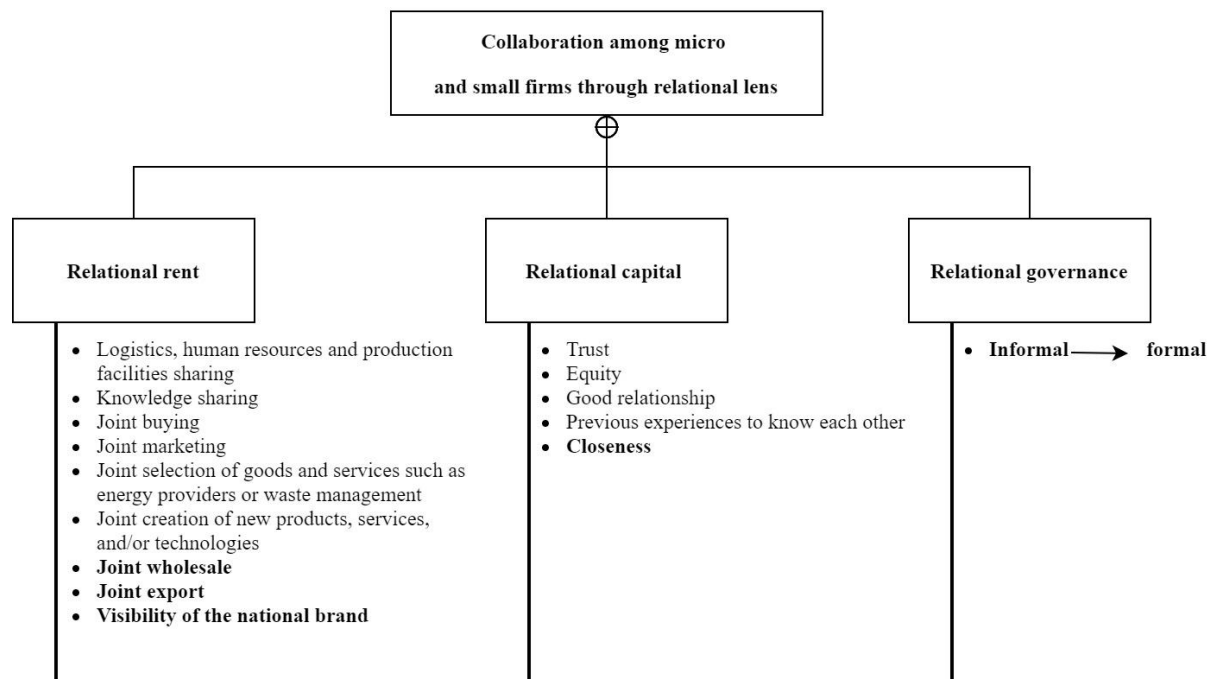 Collaboration among micro
and small firms through relational lens
Relational rent
• Logistics, human resources and production
facilities sharing
• Knowledge sharing
• Joint buying
• Joint marketing
• Joint selection of goods and services such as
energy providers or waste management
• Joint creation of new products, services,
and/or technologies
• Joint wholesale
• Joint export
• Visibility of the national brand
Relational capital
• Trust
• Equity
• Good relationship
• Previous experiences to know each other
• Closeness
Relational governance
• Informal formal